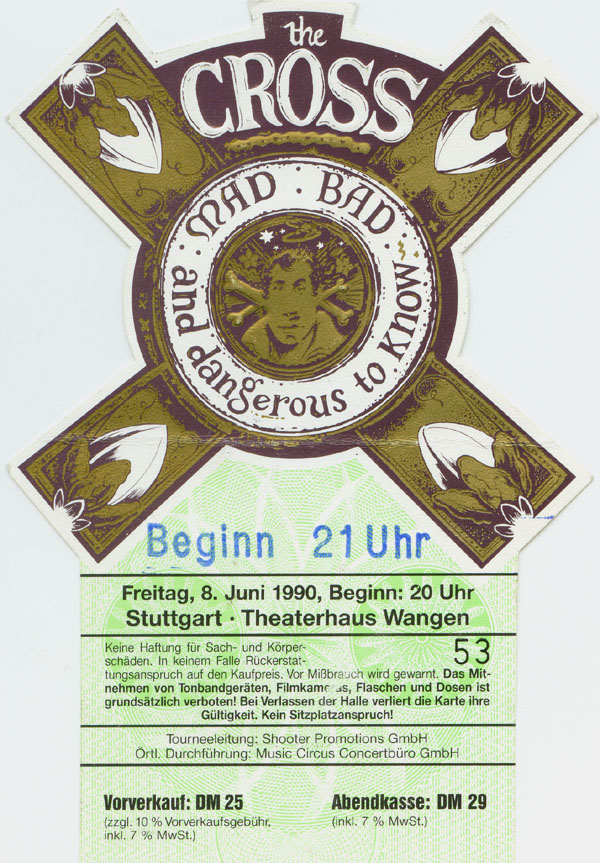 the
CROSS
MAD · BAD ·
and dangerous to know
Beginn 21 Uhr
Freitag, 8. Juni 1990, Beginn: 20 Uhr
Stuttgart · Theaterhaus Wangen
Keine Haftung für Sach- und Körper-
schäden. In keinem Falle Rückerstat-
53
tungsanspruch auf den Kaufpreis. Vor Mißbrauch wird gewarnt. Das Mit-
nehmen von Tonbandgeräten, Filmkameras, Flaschen und Dosen ist
grundsätzlich verboten! Bei Verlassen der Halle verliert die Karte ihre
Gültigkeit. Kein Sitzplatzanspruch!
Tourneeleitung: Shooter Promotions GmbH
Örtl. Durchführung: Music Circus Concertbüro GmbH
Vorverkauf: DM 25 Abendkasse: DM 29
(zzgl. 10 % Vorverkaufsgebühr, (inkl. 7 % MwSt.)
inkl. 7 % MwSt.)